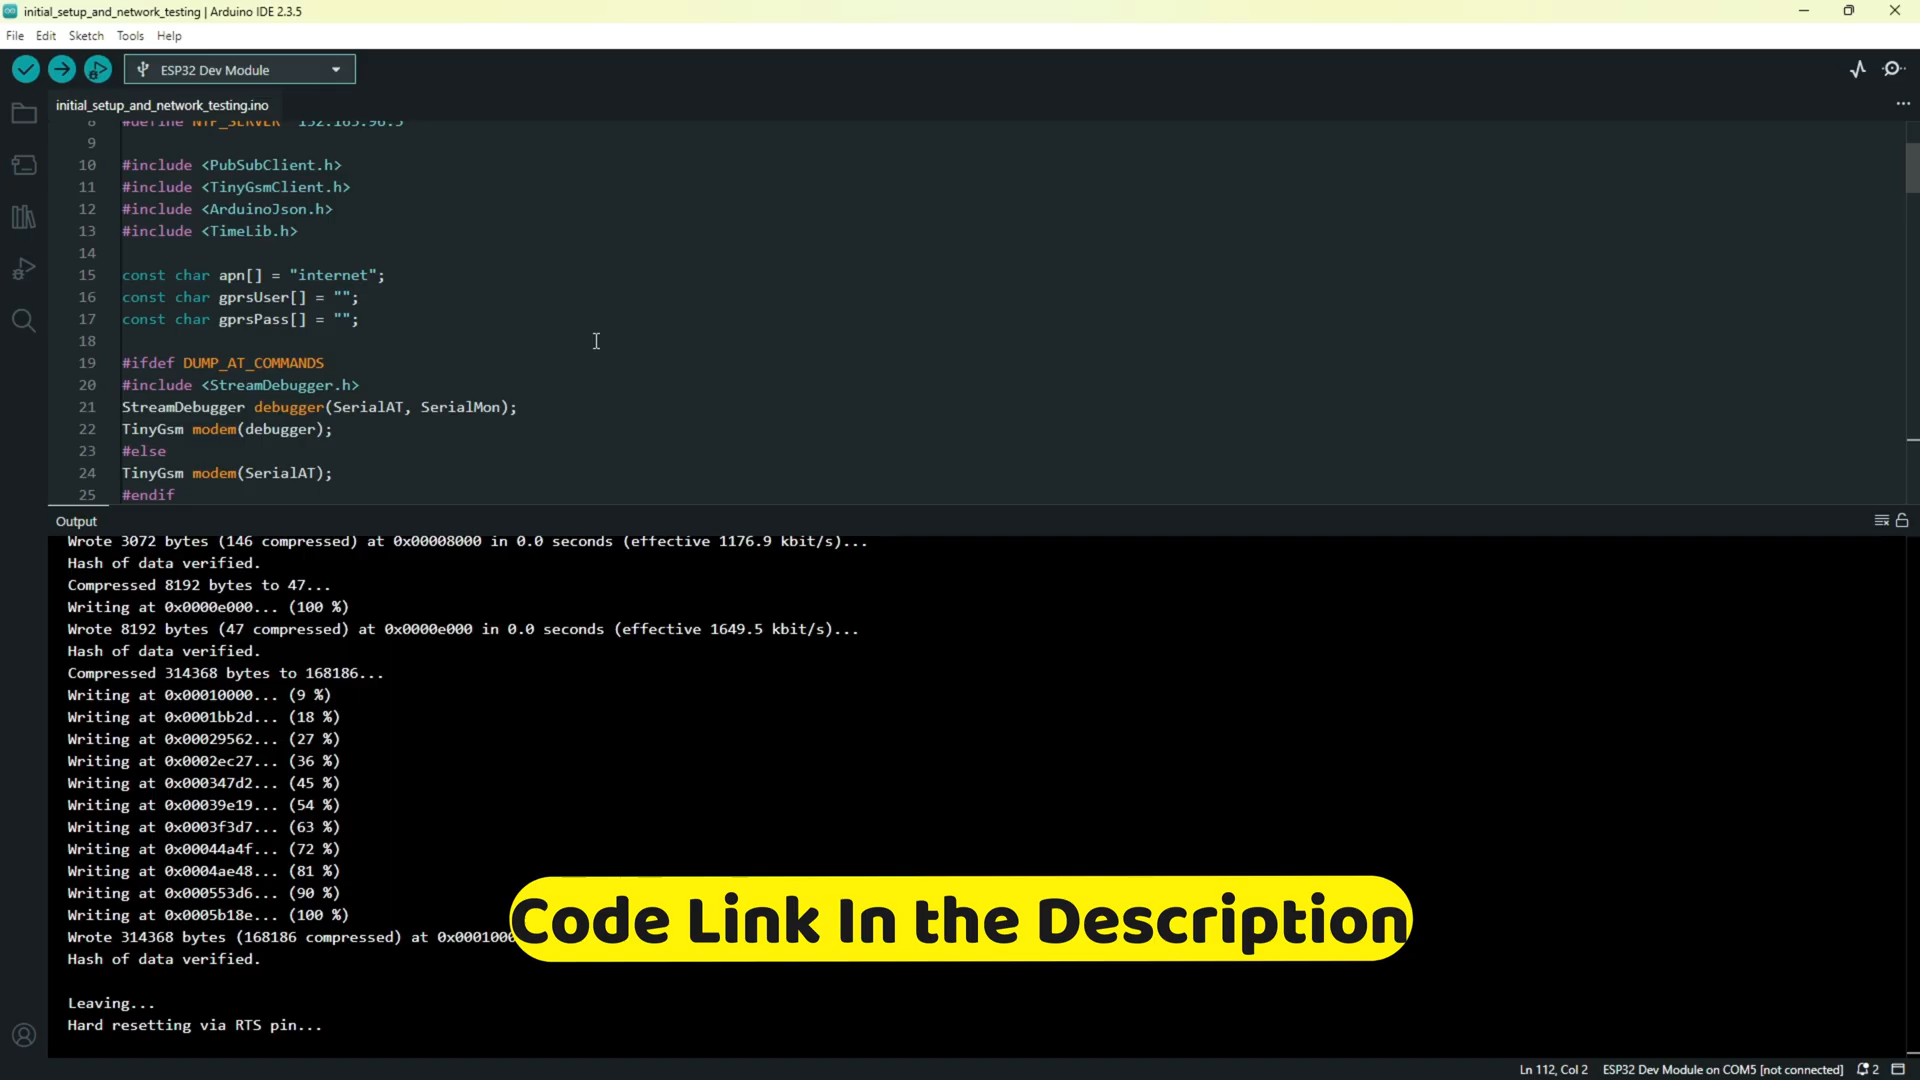 initial_setup_and_network_testing | Arduino IDE 2.3.5
File Edit Sketch Tools Help
ESP32 Dev Module
initial_setup_and_network_testing.ino
8 #define NTP_SERVER
9
10 #include <PubSubClient.h>
11 #include <TinyGsmClient.h>
12 #include <ArduinoJson.h>
13 #include <TimeLib.h>
14
15 const char apn[] = "internet";
16 const char gprsUser[] = "";
17 const char gprsPass[] = "";
18
19 #ifdef DUMP_AT_COMMANDS
20 #include <StreamDebugger.h>
21 StreamDebugger debugger(SerialAT, SerialMon);
22 TinyGsm modem(debugger);
23 #else
24 TinyGsm modem(SerialAT);
25 #endif
Output
Wrote 3072 bytes (146 compressed) at 0x00008000 in 0.0 seconds (effective 1176.9 kbit/s)...
Hash of data verified.
Compressed 8192 bytes to 47...
Writing at 0x0000e000... (100 %)
Wrote 8192 bytes (47 compressed) at 0x0000e000 in 0.0 seconds (effective 1649.5 kbit/s)...
Hash of data verified.
Compressed 314368 bytes to 168186...
Writing at 0x00010000... (9 %)
Writing at 0x0001bb2d... (18 %)
Writing at 0x00029562... (27 %)
Writing at 0x0002ec27... (36 %)
Writing at 0x000347d2... (45 %)
Writing at 0x00039e19... (54 %)
Writing at 0x0003f3d7... (63 %)
Writing at 0x00044a4f... (72 %)
Writing at 0x0004ae48... (81 %)
Writing at 0x000553d6... (90 %)
Writing at 0x0005b18e... (100 %)
Wrote 314368 bytes (168186 compressed) at 0x0001000
Hash of data verified.
Code Link In the Description
Leaving...
Hard resetting via RTS pin...
Ln 112, Col 2 ESP32 Dev Module on COM5 [not connected] 2